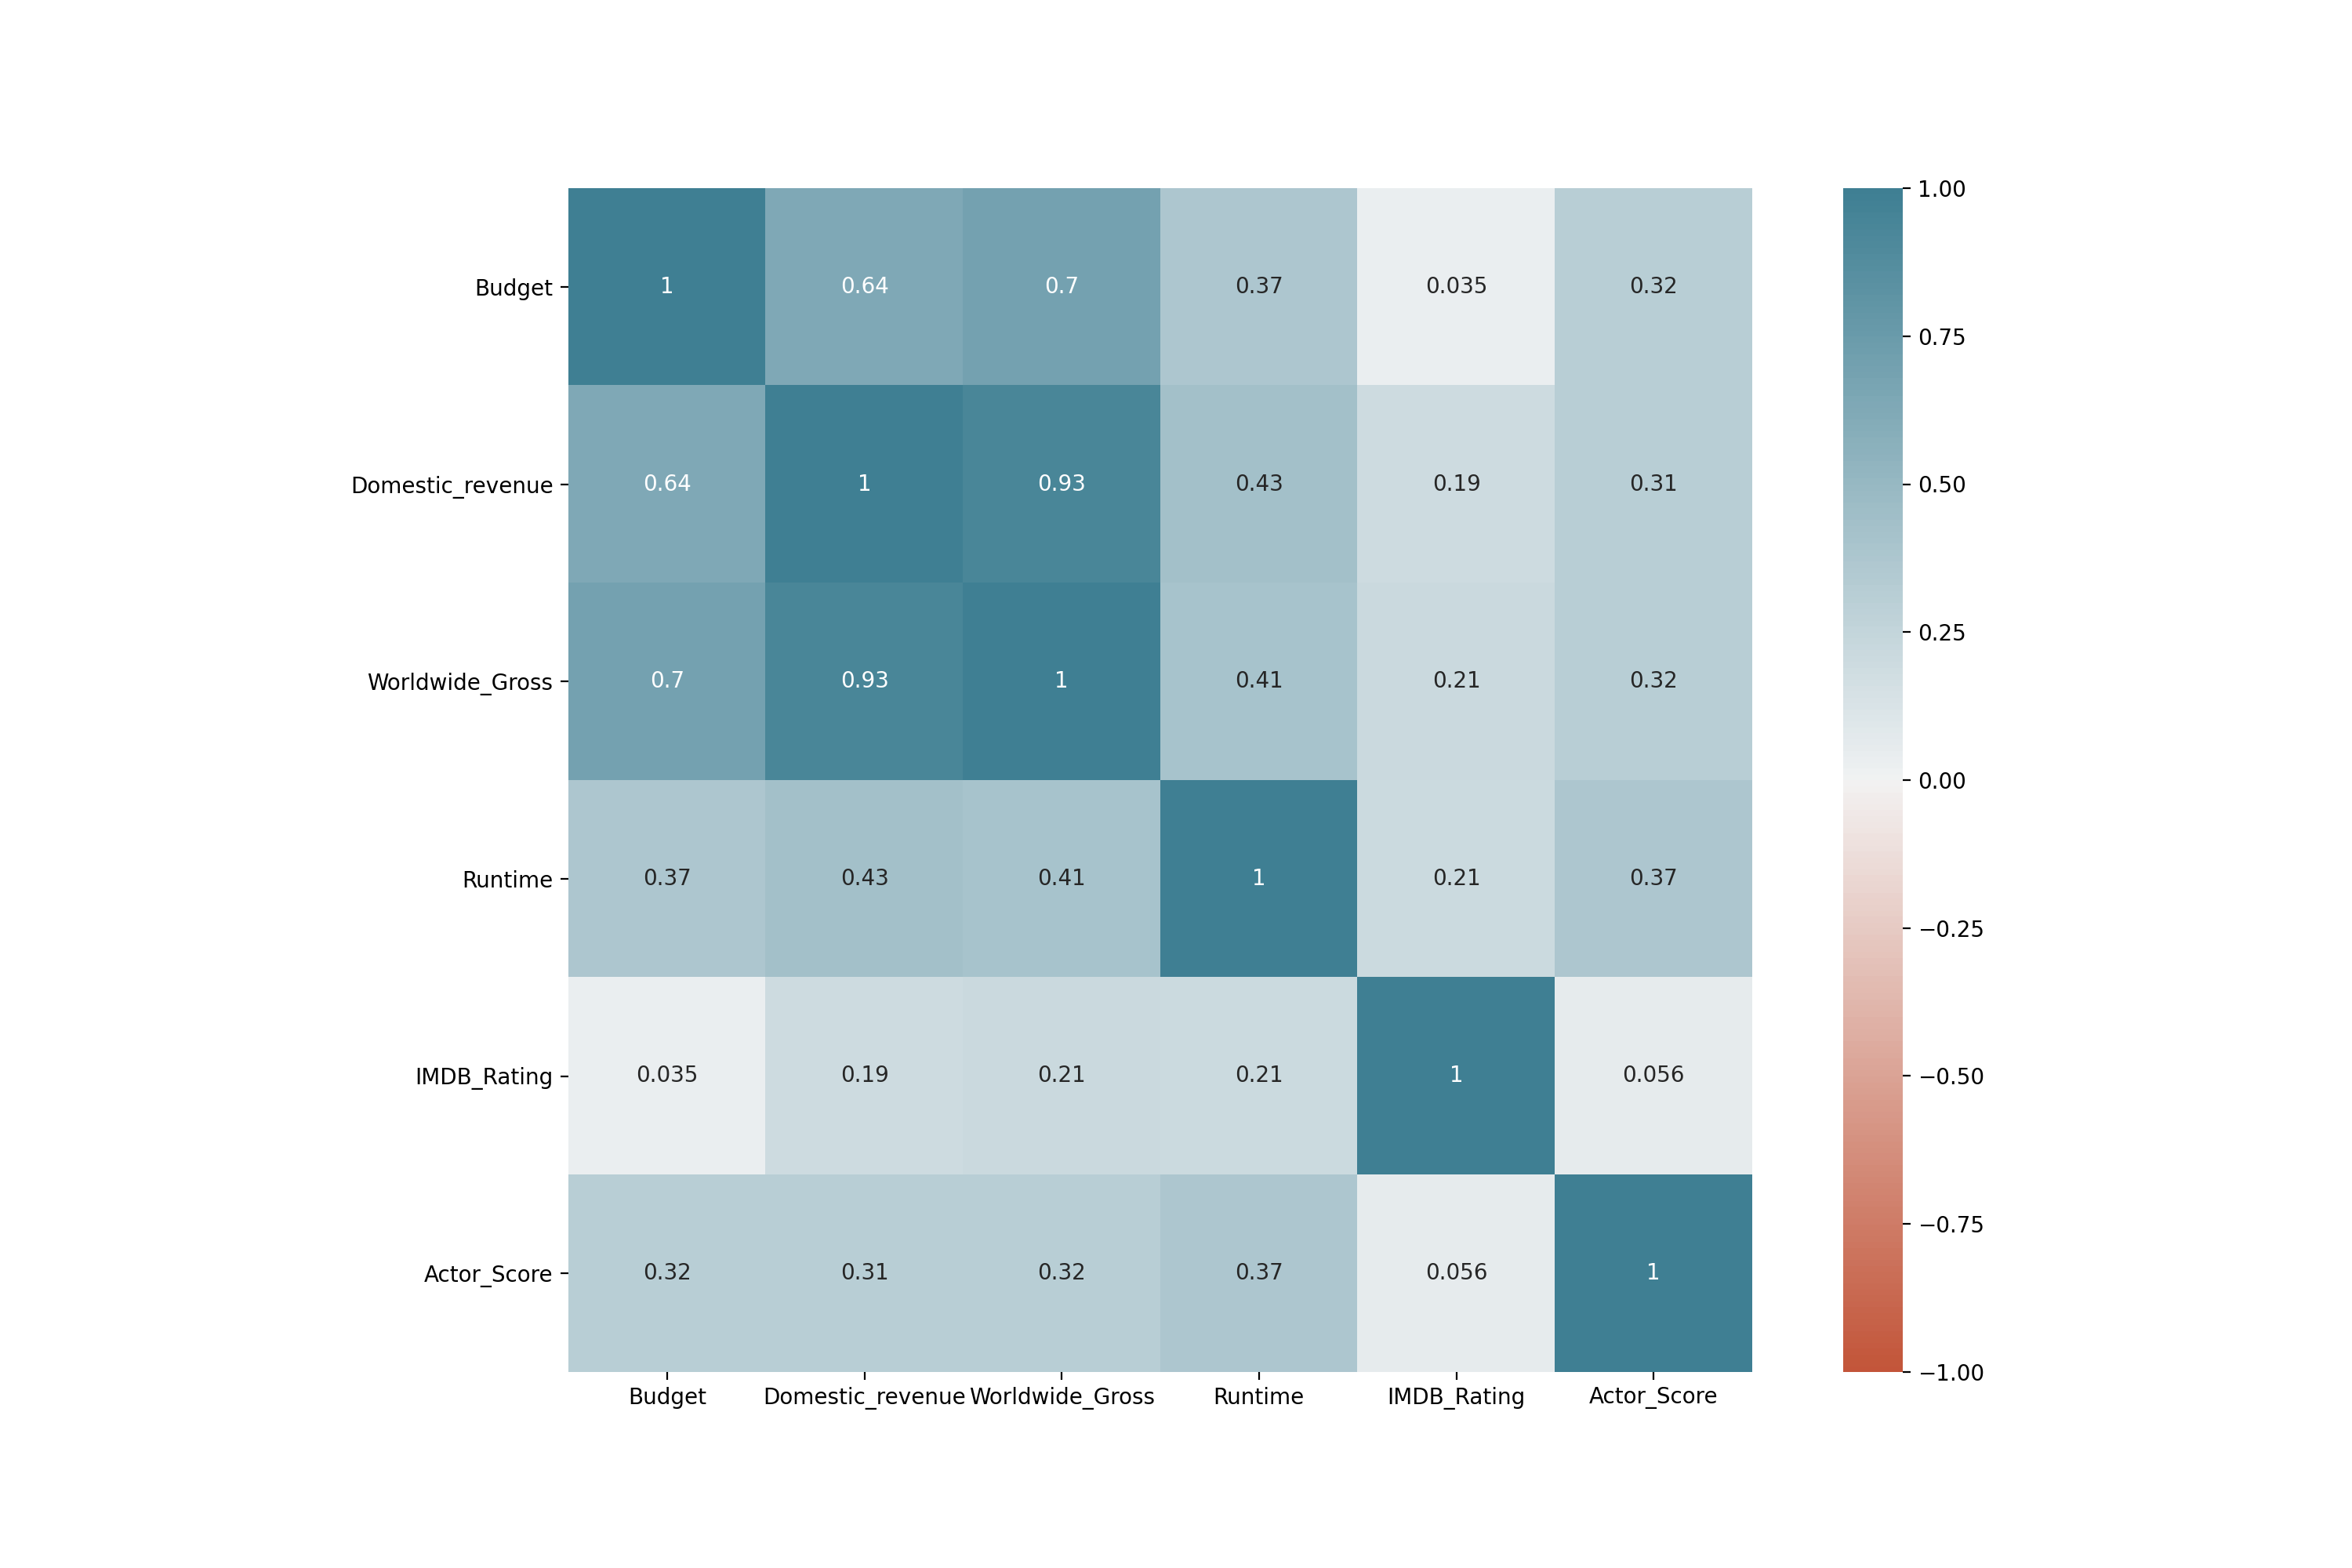 1.00
Budget 1 0.64 0.7 0.37 0.035 0.32
0.75
Domestic_revenue 0.64 1 0.93 0.43 0.19 0.31
0.50
0.25
Worldwide_Gross 0.7 0.93 1 0.41 0.21 0.32
0.00
Runtime 0.37 0.43 0.41 1 0.21 0.37
−0.25
IMDB_Rating 0.035 0.19 0.21 0.21 1 0.056
−0.50
−0.75
Actor_Score 0.32 0.31 0.32 0.37 0.056 1
−1.00
Budget Domestic_revenue Worldwide_Gross Runtime IMDB_Rating Actor_Score